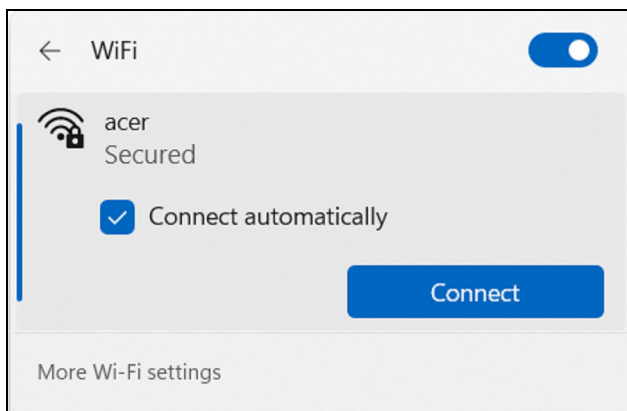 WiFi
acer
Secured
Connect automatically
Connect
More Wi-Fi settings